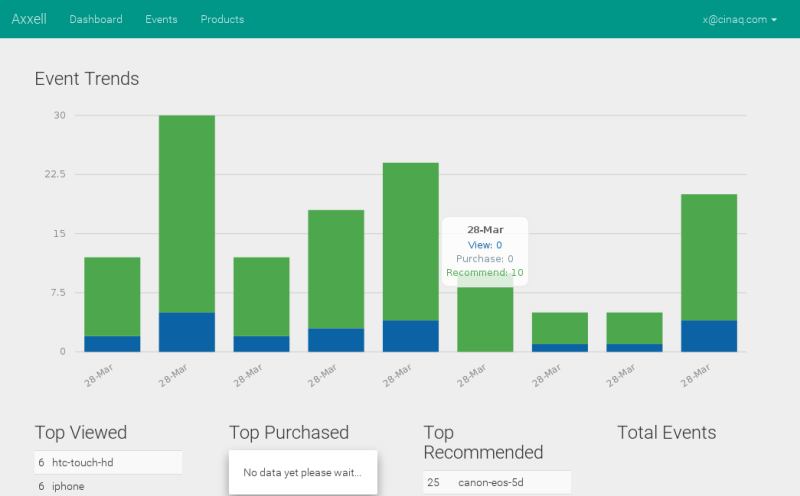 Axxell Dashboard Events Products x@cinaq.com
Event Trends
30
22.5
15
7.5
0
28-Mar
View: 0
Purchase: 0
Recommend: 10
28-Mar 28-Mar 28-Mar 28-Mar 28-Mar 28-Mar 28-Mar 28-Mar 28-Mar
Top Viewed
6 htc-touch-hd
6 iphone
Top Purchased
No data yet please wait...
Top
Recommended
25 canon-eos-5d
Total Events